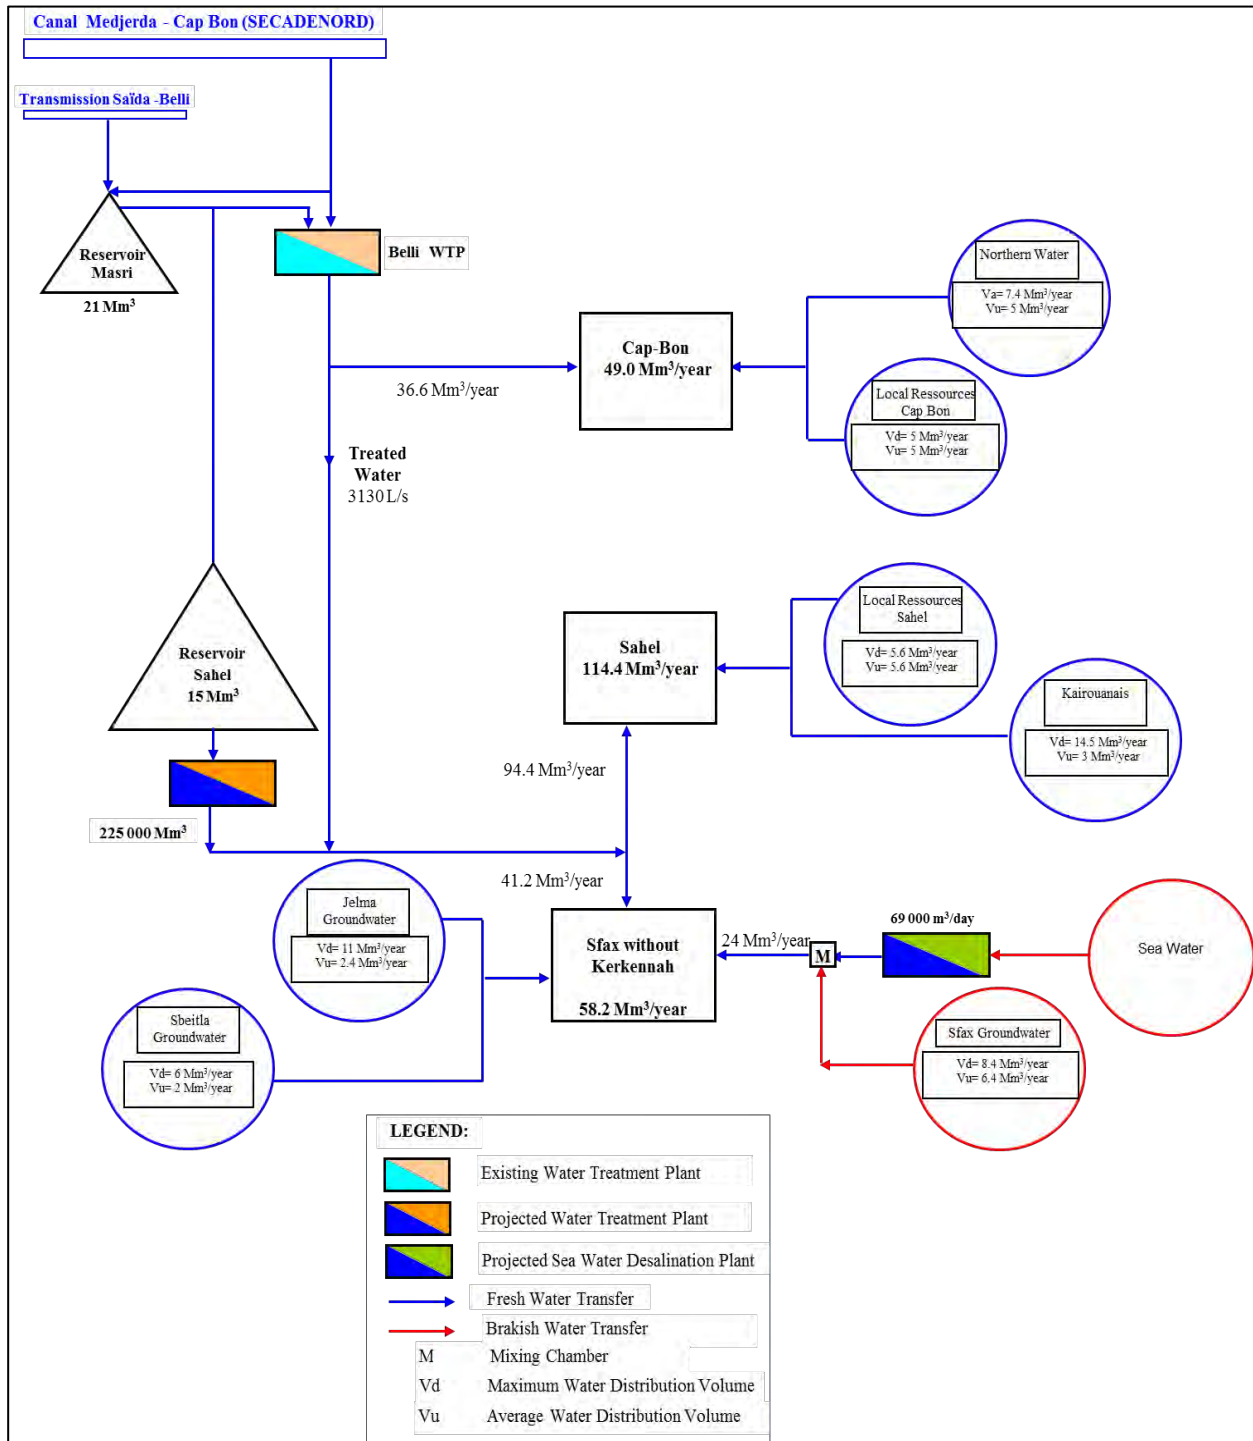 Canal Medjerda - Cap Bon (SECADENORD)
Transmission Saïda -Belli
Reservoir
Masri
21 Mm³
Belli WTP
Northern Water
Va= 7.4 Mm³/year
Vu= 5 Mm³/year
Cap-Bon
49.0 Mm³/year
36.6 Mm³/year
Local Ressources
Cap Bon
Vd= 5 Mm³/year
Vu= 5 Mm³/year
Treated
Water
3130 L/s
Reservoir
Sahel
15 Mm³
Sahel
114.4 Mm³/year
Local Ressources
Sahel
Vd= 5.6 Mm³/year
Vu= 5.6 Mm³/year
Kairouanais
Vd= 14.5 Mm³/year
Vu= 3 Mm³/year
94.4 Mm³/year
225 000 Mm³
41.2 Mm³/year
Jelma
Groundwater
Vd= 11 Mm³/year
Vu= 2.4 Mm³/year
Sfax without
Kerkennah
58.2 Mm³/year
24 Mm³/year
M
69 000 m³/day
Sea Water
Sbeitla
Groundwater
Vd= 6 Mm³/year
Vu= 2 Mm³/year
Sfax Groundwater
Vd= 8.4 Mm³/year
Vu= 6.4 Mm³/year
LEGEND:
Existing Water Treatment Plant
Projected Water Treatment Plant
Projected Sea Water Desalination Plant
Fresh Water Transfer
Brakish Water Transfer
M Mixing Chamber
Vd Maximum Water Distribution Volume
Vu Average Water Distribution Volume